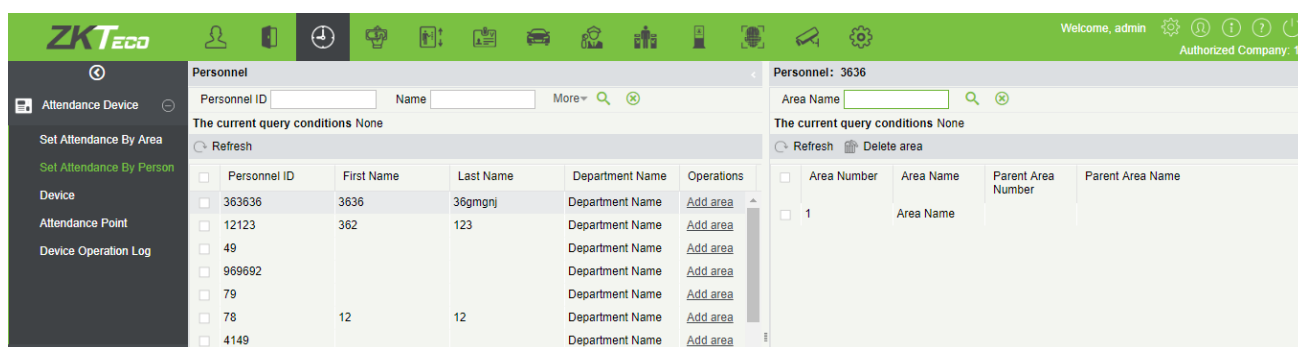 ZKTeco
Welcome, admin
Authorized Company: 1
Attendance Device
Set Attendance By Area
Set Attendance By Person
Device
Attendance Point
Device Operation Log
Personnel
Personnel ID Name More
The current query conditions None
Refresh
Personnel ID First Name Last Name Department Name Operations
363636 3636 36gmgnj Department Name Add area
12123 362 123 Department Name Add area
49 Department Name Add area
969692 Department Name Add area
79 Department Name Add area
78 12 12 Department Name Add area
4149 Department Name Add area
Personnel: 3636
Area Name
The current query conditions None
Refresh Delete area
Area Number Area Name Parent Area Number Parent Area Name
1 Area Name